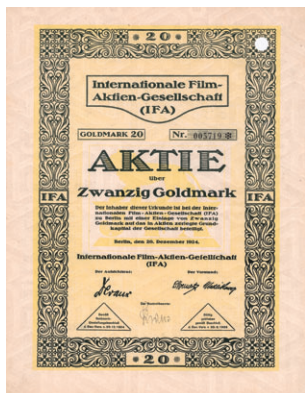 20
Internationale Film-
Aktien-Gesellschaft
(IFA)
GOLDMARK 20
Nr. 005719
AKTIE
über
Zwanzig Goldmark
IFA
IFA
Der Inhaber dieser Urkunde ist bei der Inter-
nationalen Film-Aktien-Gesellschaft (IFA)
zu Berlin mit einer Einlage von Zwanzig
Goldmark auf das in Aktien zerlegte Grund-
kapital der Gesellschaft beteiligt.
Berlin, den 29. Dezember 1924.
Internationale Film-Aktien-Gesellschaft
(IFA)
Der Aufsichtsrat:
Der Vorstand:
20